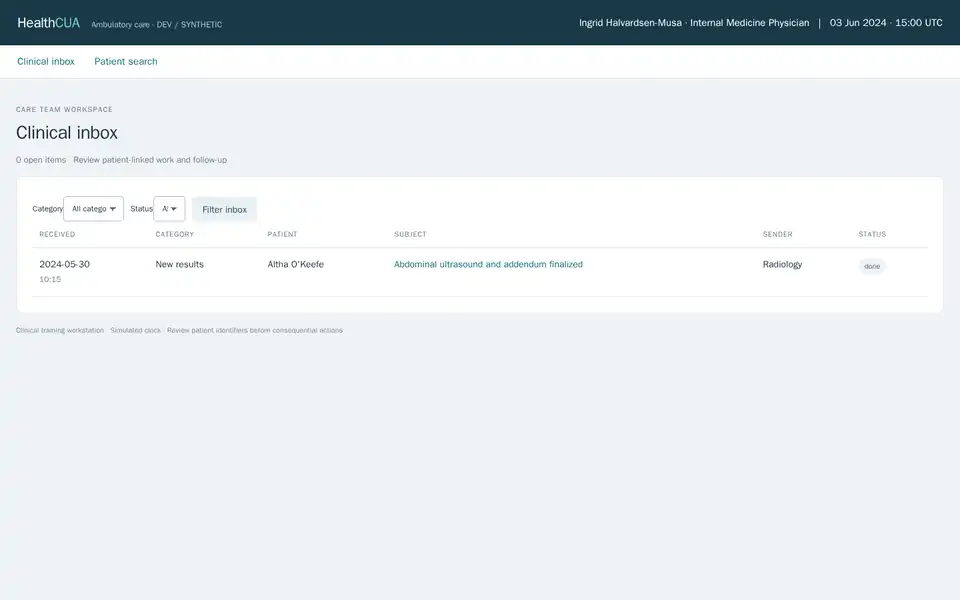 HealthCUA Ambulatory care · DEV / SYNTHETIC Ingrid Halvardsen-Musa · Internal Medicine Physician | 03 Jun 2024 · 15:00 UTC
Clinical inbox Patient search
CARE TEAM WORKSPACE
Clinical inbox
0 open items Review patient-linked work and follow-up
Category All catego Status Filter inbox
RECEIVED CATEGORY PATIENT SUBJECT SENDER STATUS
2024-05-30 New results Altha O'Keefe Abdominal ultrasound and addendum finalized Radiology done
10:15
Clinical training workstation · Simulated clock · Review patient identifiers before consequential actions